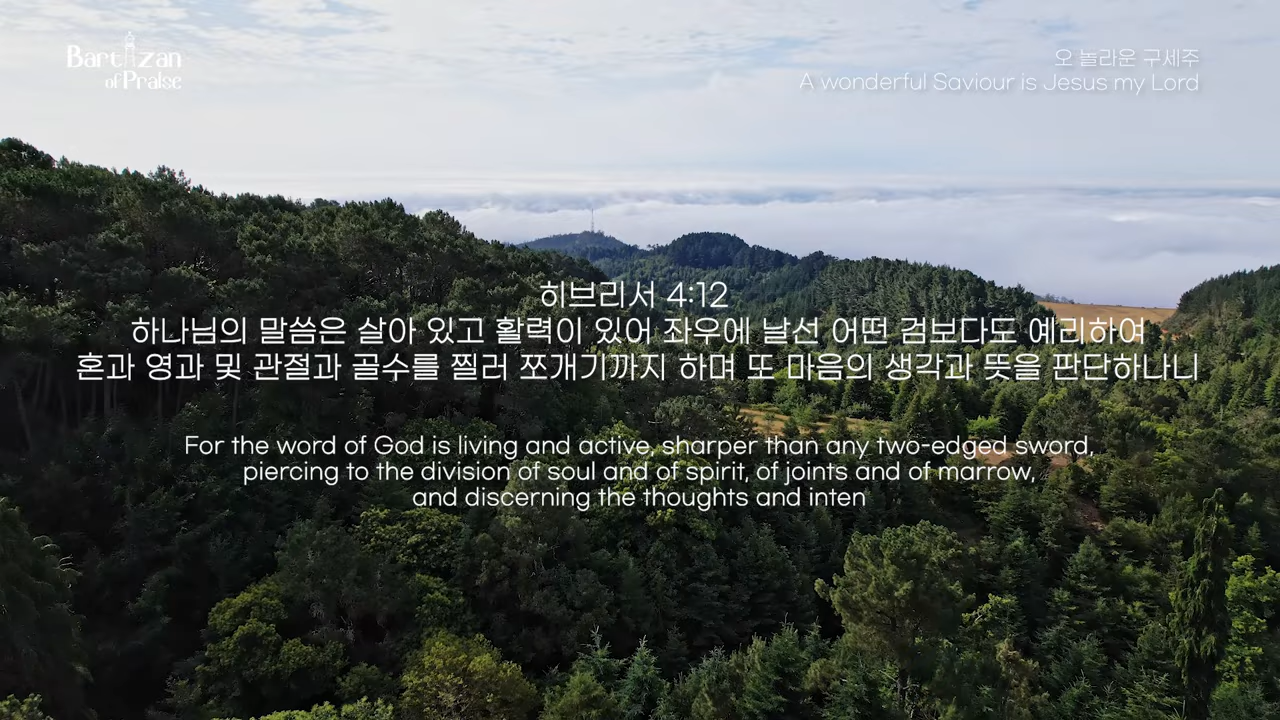 Bartizan
of Praise
오 놀라운 구세주
A wonderful Saviour is Jesus my Lord
히브리서 4:12
하나님의 말씀은 살아 있고 활력이 있어 좌우에 날선 어떤 검보다도 예리하여
혼과 영과 및 관절과 골수를 찔러 쪼개기까지 하며 또 마음의 생각과 뜻을 판단하나니
For the word of God is living and active, sharper than any two-edged sword,
piercing to the division of soul and of spirit, of joints and of marrow,
and discerning the thoughts and inten